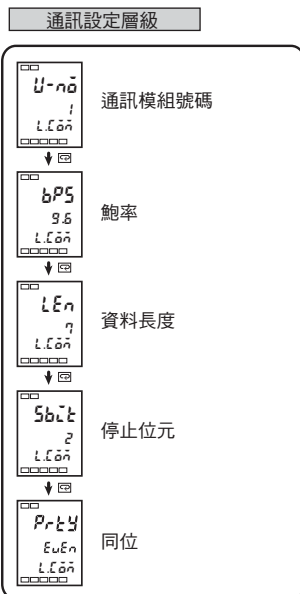 通訊設定層級
U-nō
1
L.Cōm
通訊模組號碼
bPS
9.6
L.Cōm
鮑率
LEn
7
L.Cōm
資料長度
Sbit
2
L.Cōm
停止位元
PrtY
EuEn
L.Cōm
同位